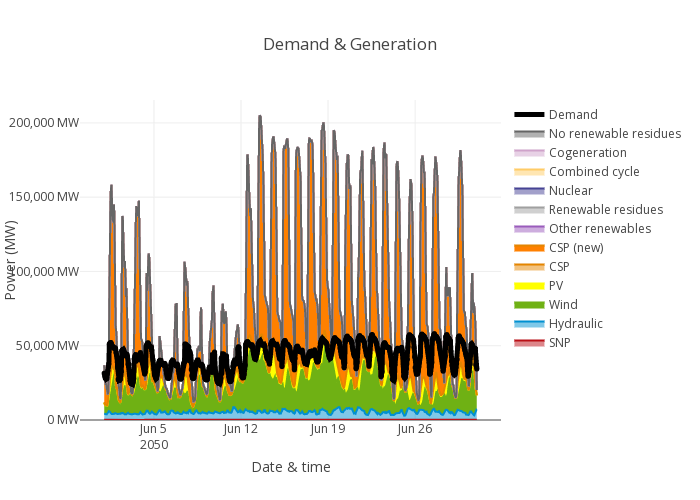 Demand & Generation
Power (MW)
200,000 MW
150,000 MW
100,000 MW
50,000 MW
0 MW
Jun 5
2050
Jun 12
Jun 19
Jun 26
Date & time
Demand
No renewable residues
Cogeneration
Combined cycle
Nuclear
Renewable residues
Other renewables
CSP (new)
CSP
PV
Wind
Hydraulic
SNP